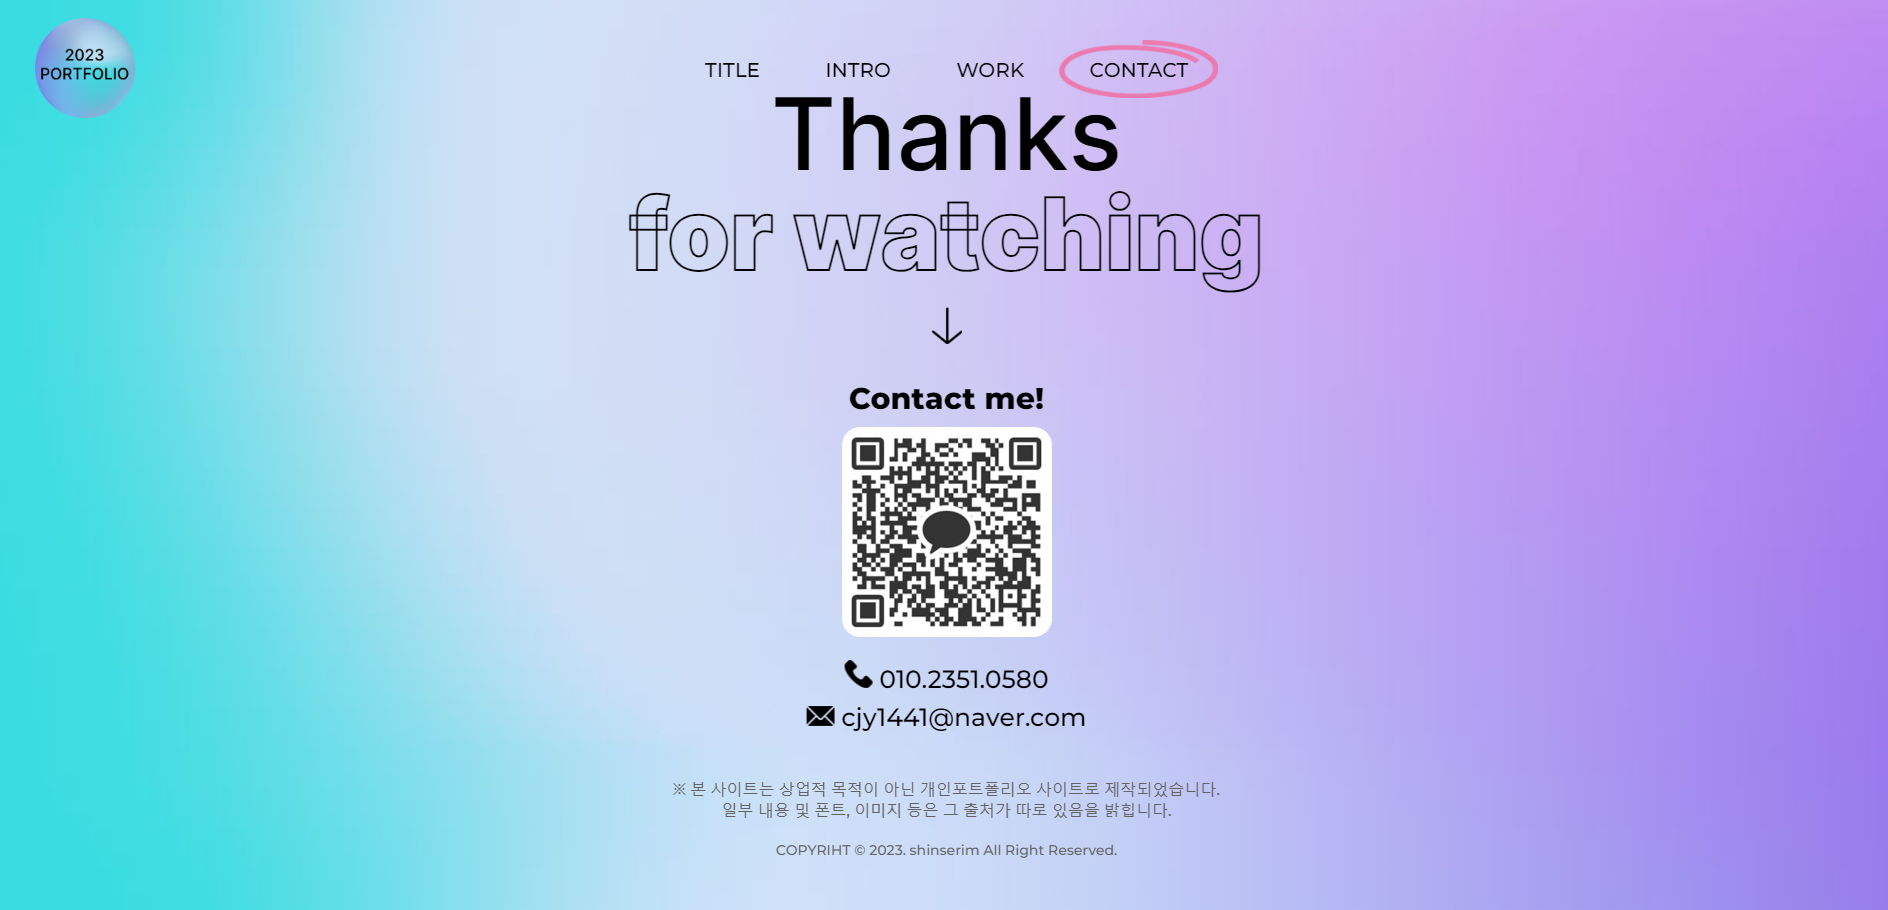 2023
PORTFOLIO
TITLE INTRO WORK CONTACT
Thanks
for watching
Contact me!
010.2351.0580
cjy1441@naver.com
※ 본 사이트는 상업적 목적이 아닌 개인포트폴리오 사이트로 제작되었습니다.
일부 내용 및 폰트, 이미지 등은 그 출처가 따로 있음을 밝힙니다.
COPYRIHT © 2023. shinserim All Right Reserved.